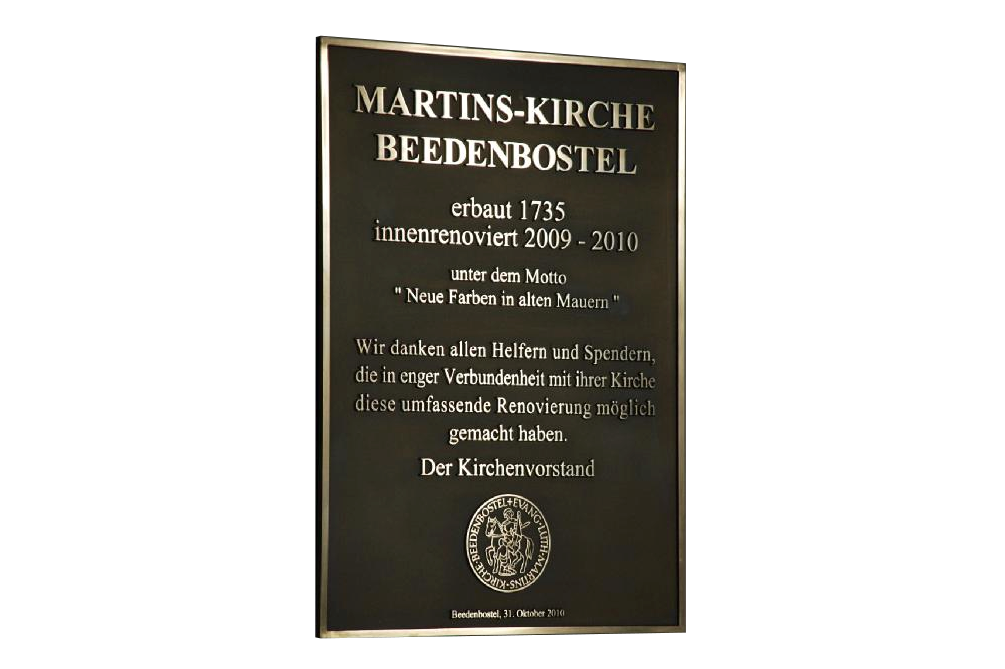 MARTINS-KIRCHE
BEEDENBOSTEL
erbaut 1735
innenrenoviert 2009 - 2010
unter dem Motto
" Neue Farben in alten Mauern "
Wir danken allen Helfern und Spendern,
die in enger Verbundenheit mit ihrer Kirche
diese umfassende Renovierung möglich
gemacht haben.
Der Kirchenvorstand
EVANG·LUTH·MARTINS·KIRCHE·BEEDENBOSTEL+
Beedenbostel, 31. Oktober 2010